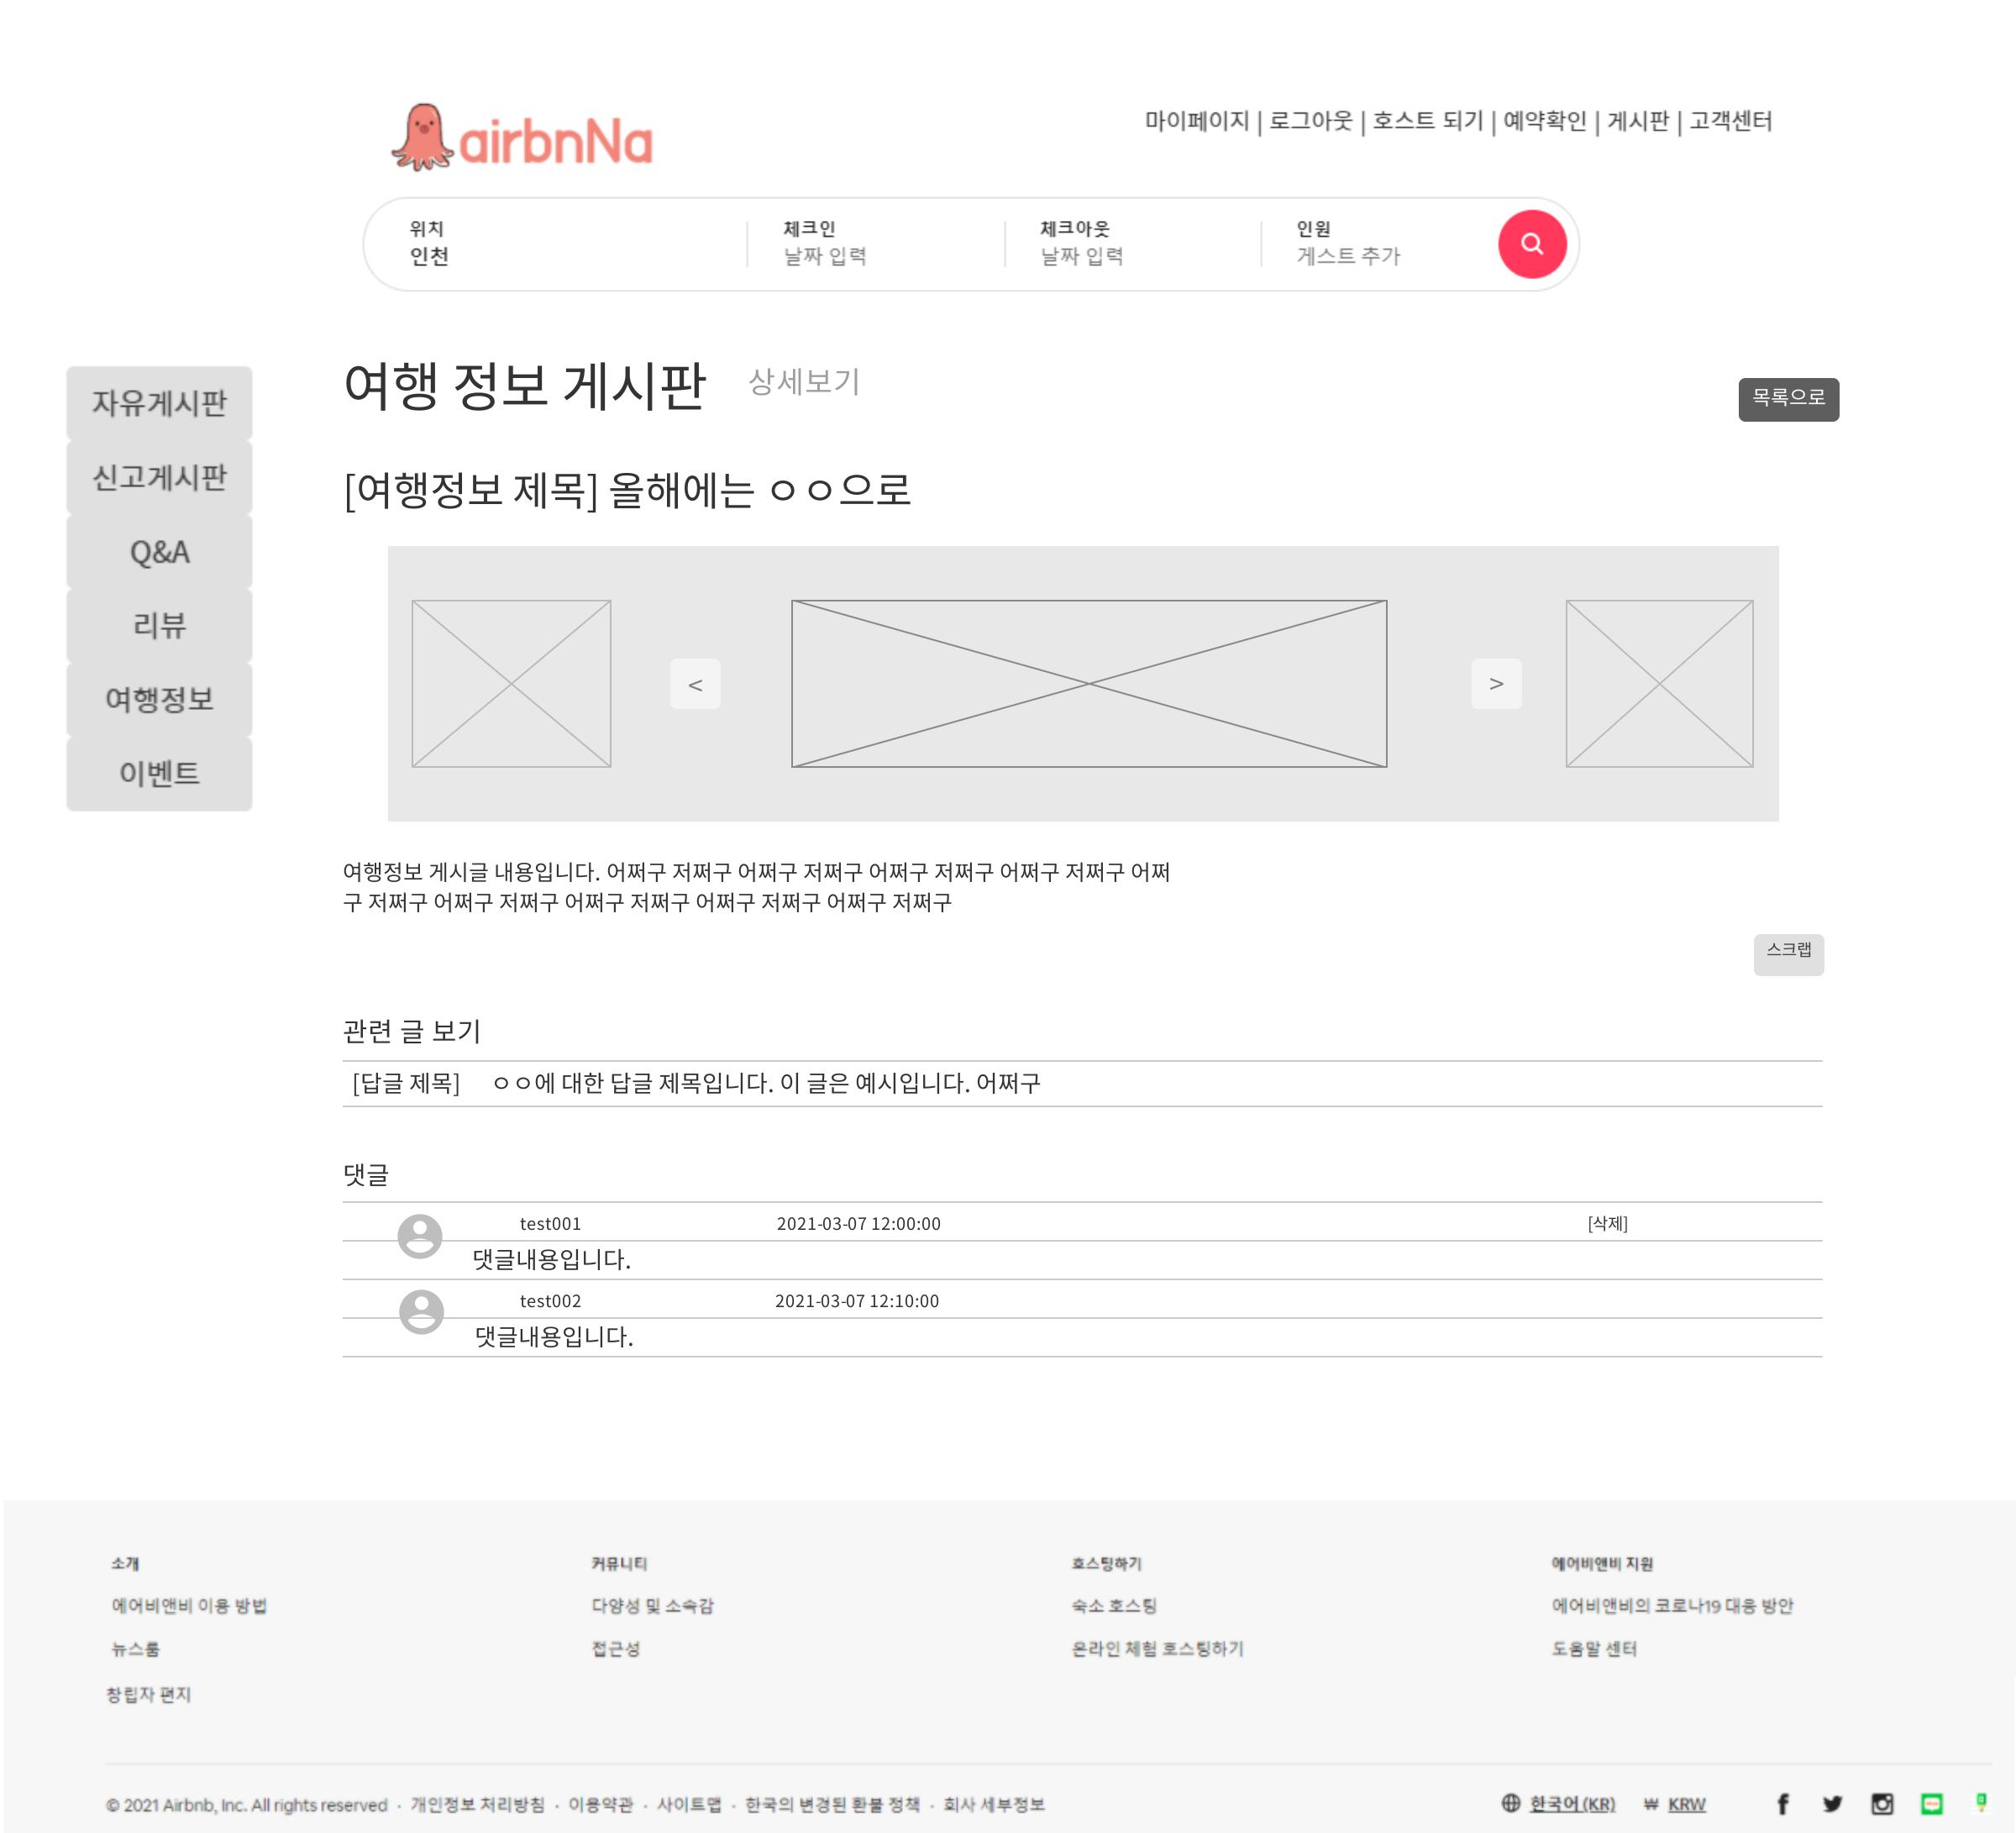 airbnNa
마이페이지 | 로그아웃 | 호스트 되기 | 예약확인 | 게시판 | 고객센터
위치
인천
체크인
날짜 입력
체크아웃
날짜 입력
인원
게스트 추가
자유게시판
신고게시판
Q&A
리뷰
여행정보
이벤트
여행 정보 게시판 상세보기
목록으로
[여행정보 제목] 올해에는 ㅇㅇ으로
<
>
여행정보 게시글 내용입니다. 어쩌구 저쩌구 어쩌구 저쩌구 어쩌구 저쩌구 어쩌구 저쩌구 어쩌
구 저쩌구 어쩌구 저쩌구 어쩌구 저쩌구 어쩌구 저쩌구 어쩌구 저쩌구
스크랩
관련 글 보기
[답글 제목] ㅇㅇ에 대한 답글 제목입니다. 이 글은 예시입니다. 어쩌구
댓글
test001 2021-03-07 12:00:00 [삭제]
댓글내용입니다.
test002 2021-03-07 12:10:00
댓글내용입니다.
소개
에어비앤비 이용 방법
뉴스룸
창립자 편지
커뮤니티
다양성 및 소속감
접근성
호스팅하기
숙소 호스팅
온라인 체험 호스팅하기
에어비앤비 지원
에어비앤비의 코로나19 대응 방안
도움말 센터
© 2021 Airbnb, Inc. All rights reserved · 개인정보 처리방침 · 이용약관 · 사이트맵 · 한국의 변경된 환불 정책 · 회사 세부정보
한국어 (KR) ₩ KRW